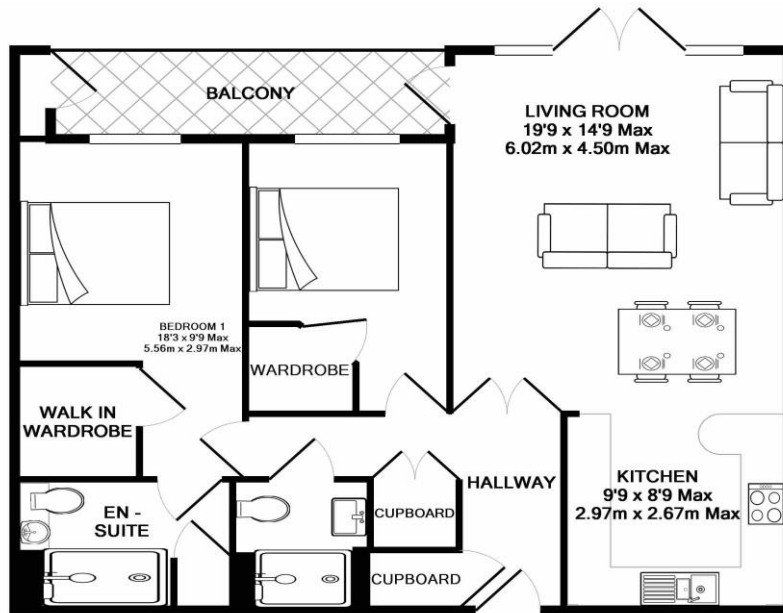 BALCONY
LIVING ROOM
19'9 x 14'9 Max
6.02m x 4.50m Max
BEDROOM 1
18'3 x 9'9 Max
5.56m x 2.97m Max
WARDROBE
WALK IN
WARDROBE
HALLWAY
KITCHEN
9'9 x 8'9 Max
2.97m x 2.67m Max
EN -
SUITE
CUPBOARD
CUPBOARD